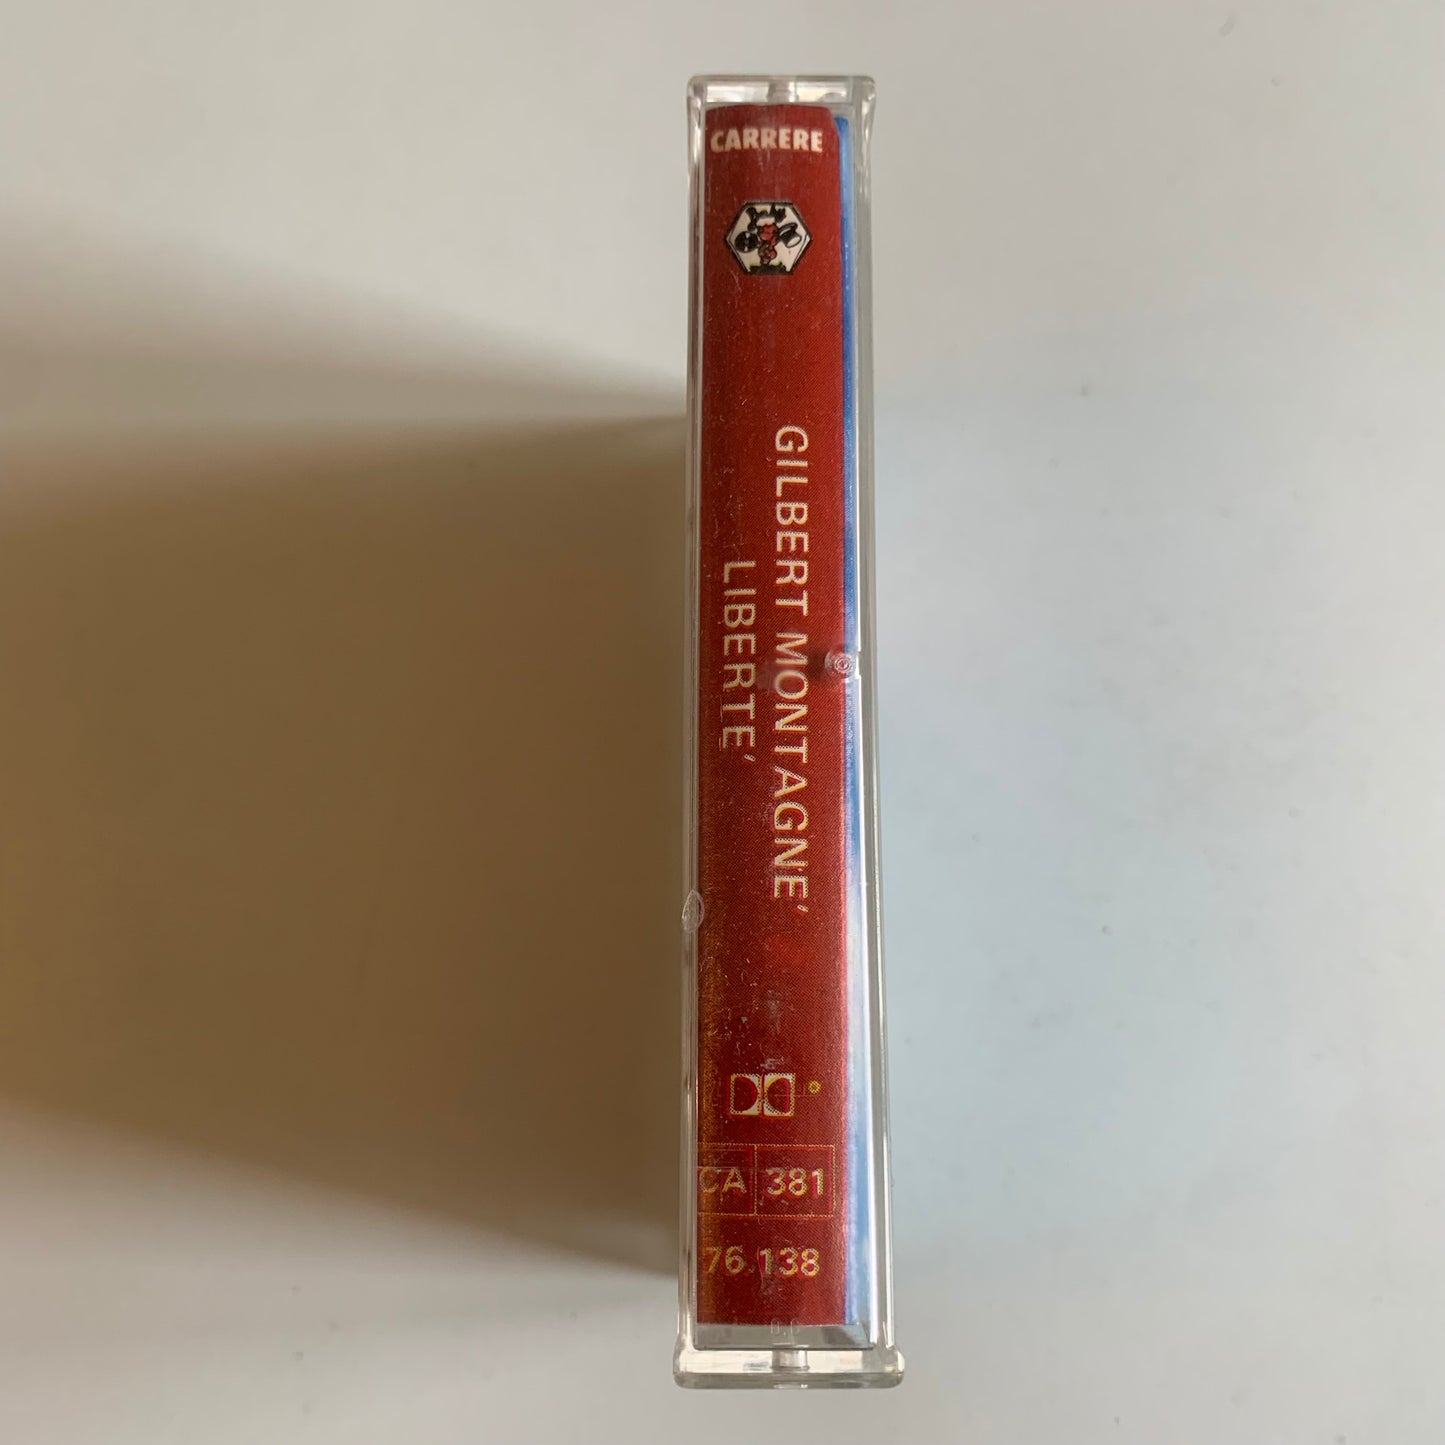 CARRERE
GILBERT MONTAGNE'
LIBERTE'
CA 381
76.138